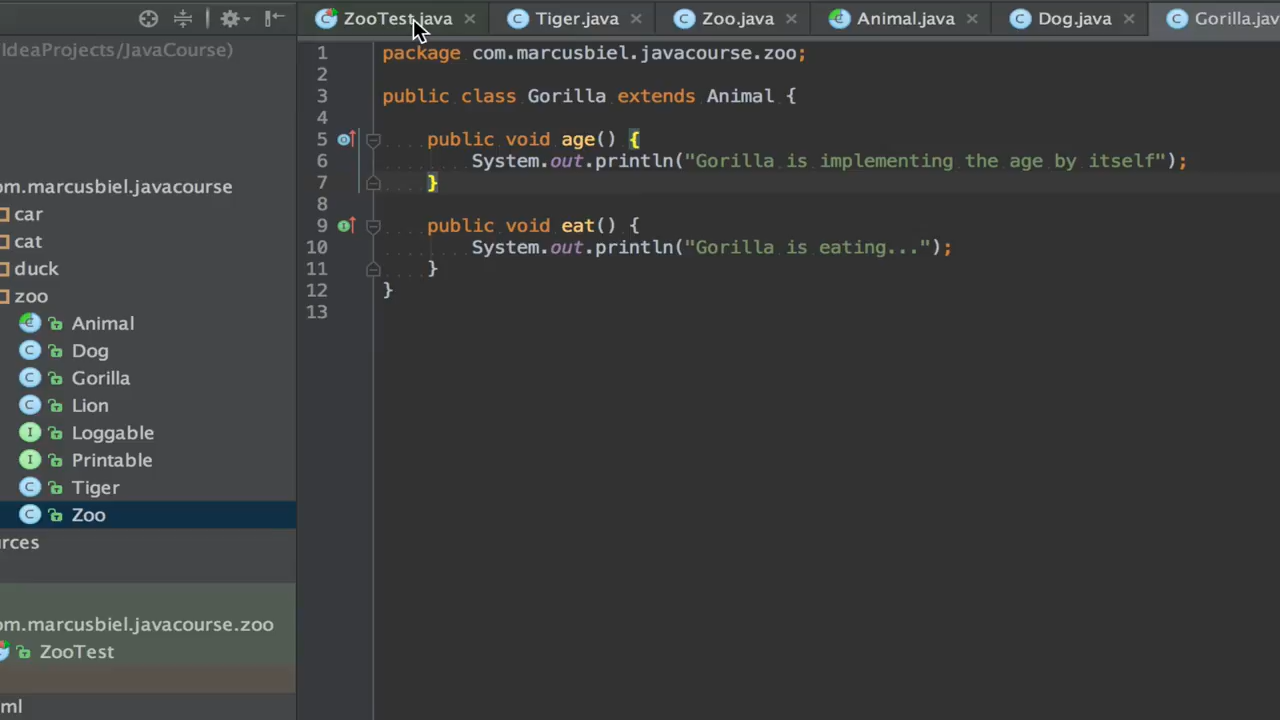 ZooTest.java Tiger.java Zoo.java Animal.java Dog.java Gorilla.jav
IdeaProjects/JavaCourse)
om.marcusbiel.javacourse
car
cat
duck
zoo
Animal
Dog
Gorilla
Lion
Loggable
Printable
Tiger
Zoo
urces
om.marcusbiel.javacourse.zoo
ZooTest
ml
1 package com.marcusbiel.javacourse.zoo;
2
3 public class Gorilla extends Animal {
4
5 public void age() {
6 System.out.println("Gorilla is implementing the age by itself");
7 }
8
9 public void eat() {
10 System.out.println("Gorilla is eating...");
11 }
12 }
13